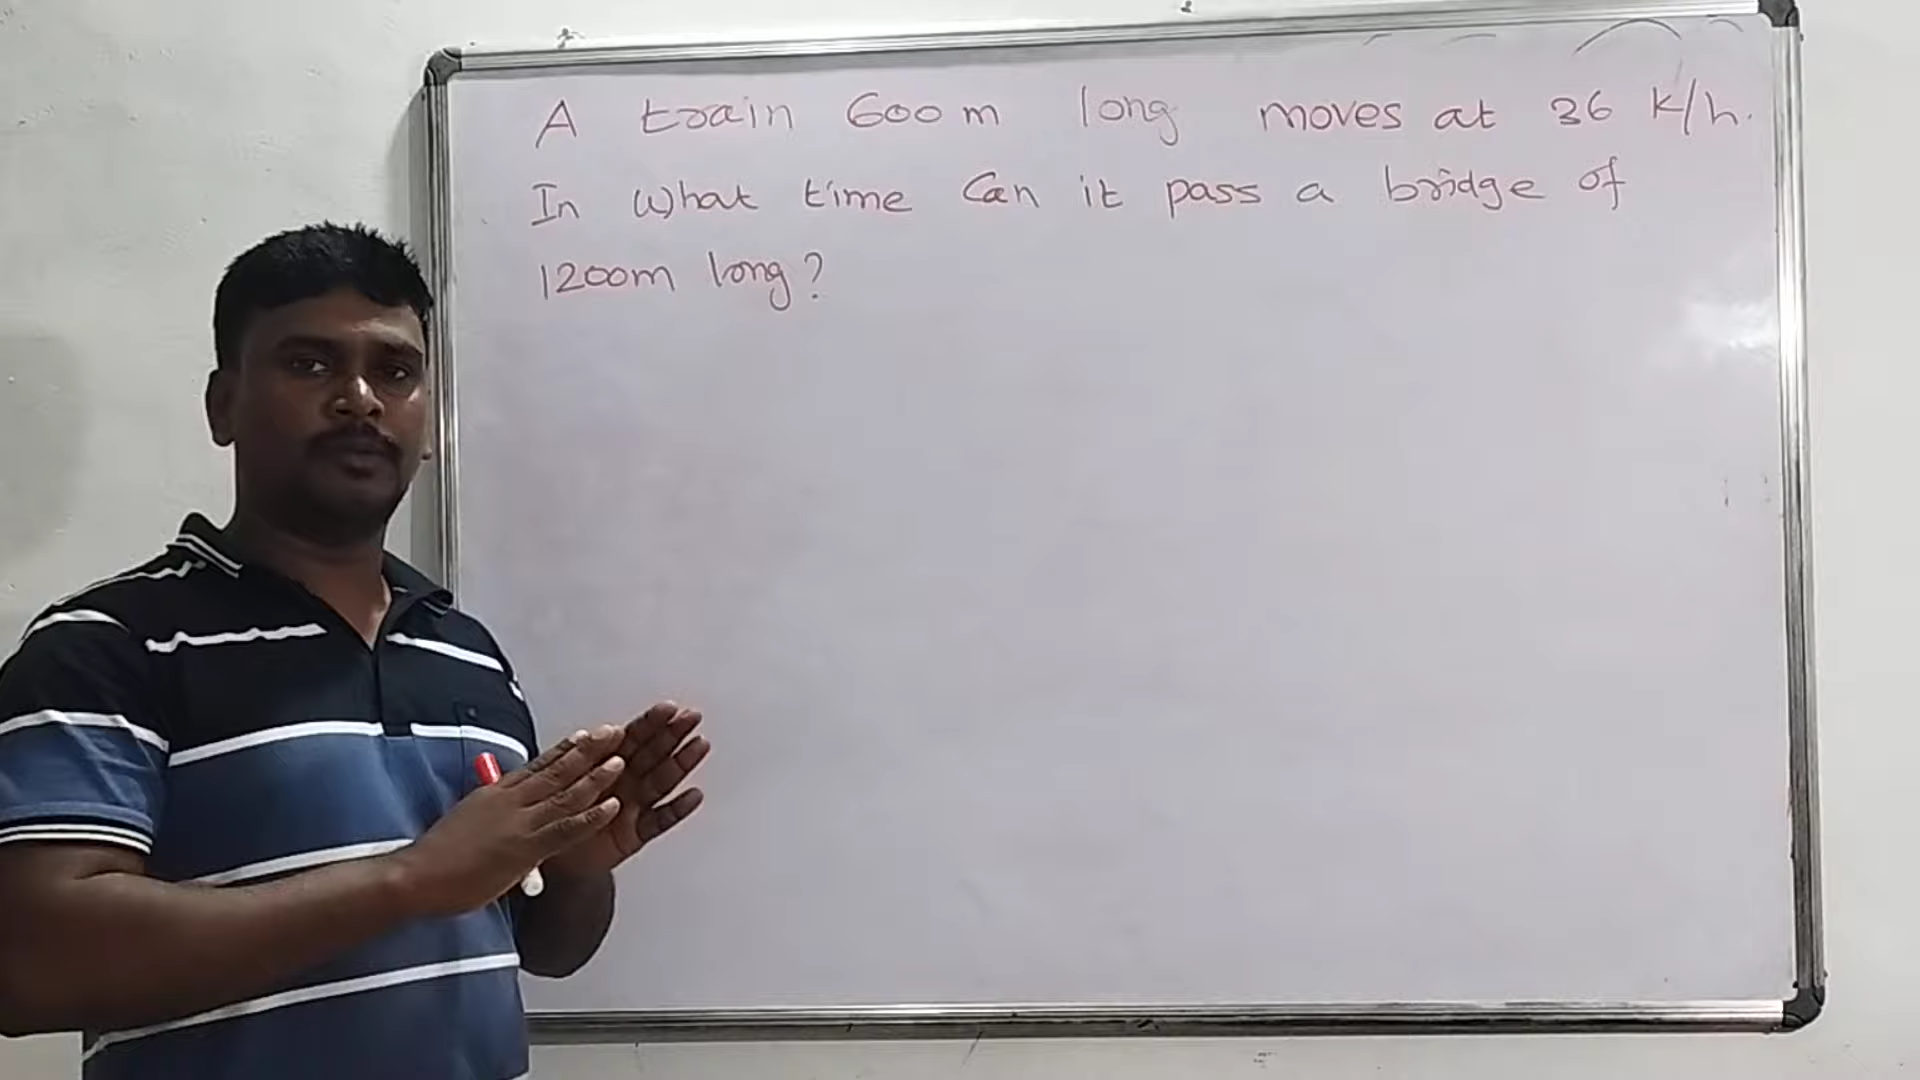 A train 600 m long moves at 36 K/h.
In what time Can it pass a bridge of
1200m long?